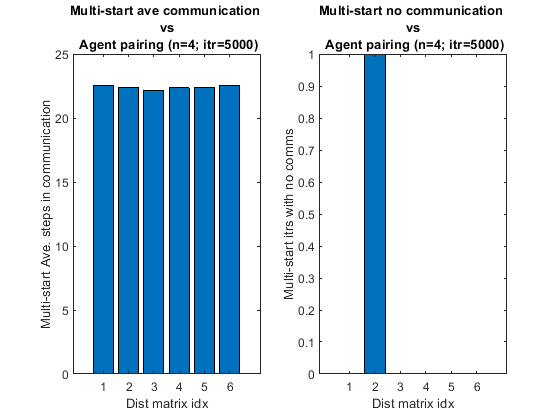 Multi-start ave communication
vs
Agent pairing (n=4; itr=5000)
25
20
15
10
5
0
Multi-start Ave. steps in communication
1 2 3 4 5 6
Dist matrix idx
Multi-start no communication
vs
Agent pairing (n=4; itr=5000)
1
0.9
0.8
0.7
0.6
0.5
0.4
0.3
0.2
0.1
0
Multi-start itrs with no comms
1 2 3 4 5 6
Dist matrix idx